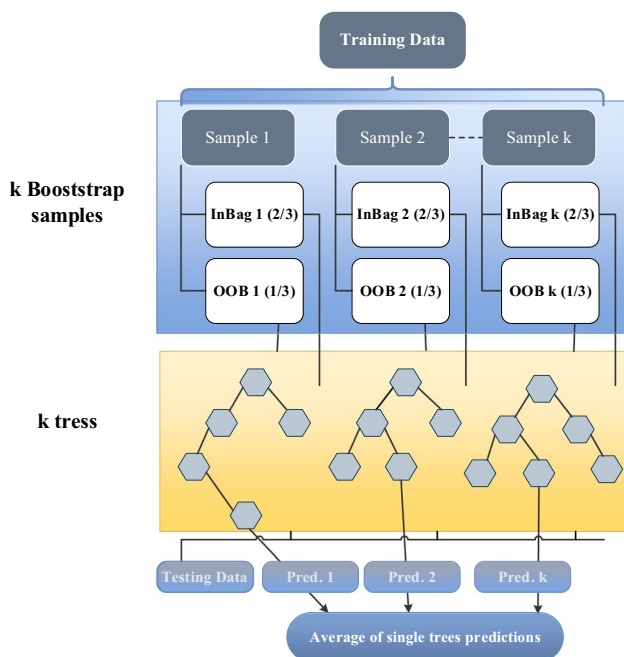 Training Data
Sample 1
Sample 2
Sample k
k Booststrap
samples
InBag 1 (2/3)
InBag 2 (2/3)
InBag k (2/3)
OOB 1 (1/3)
OOB 2 (1/3)
OOB k (1/3)
k tress
Testing Data
Pred. 1
Pred. 2
Pred. k
Average of single trees predictions